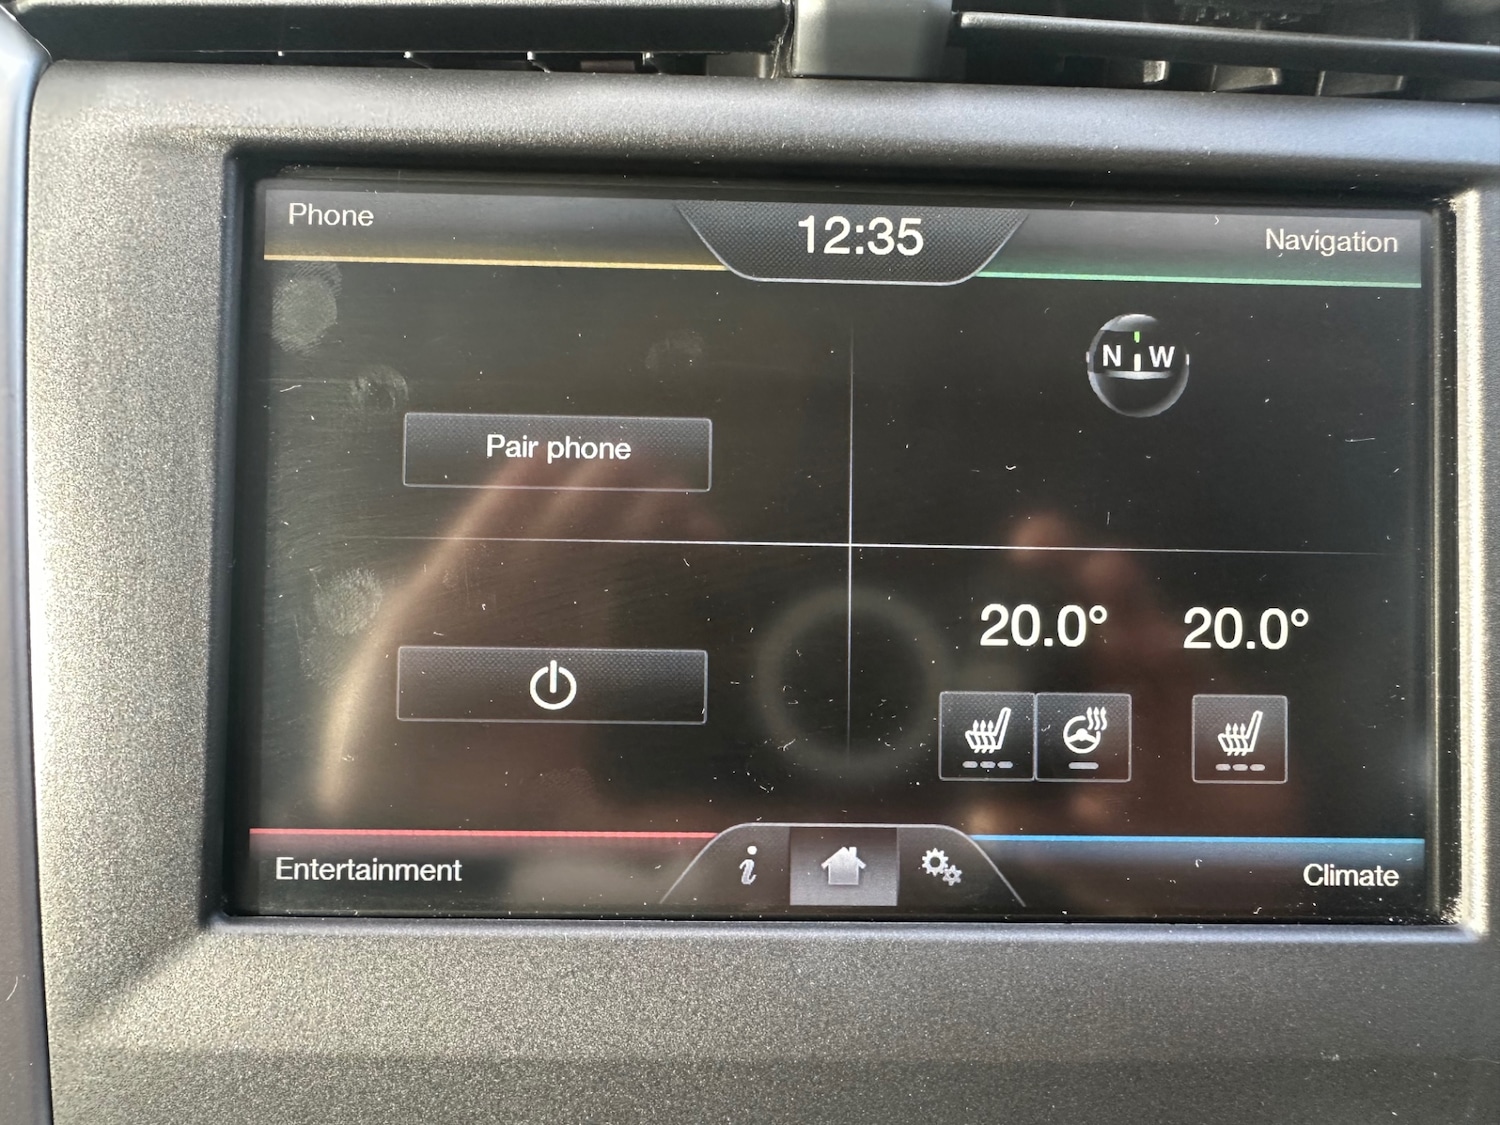 Phone
12:35
Navigation
N W
Pair phone
20.0° 20.0°
i
Entertainment
Climate